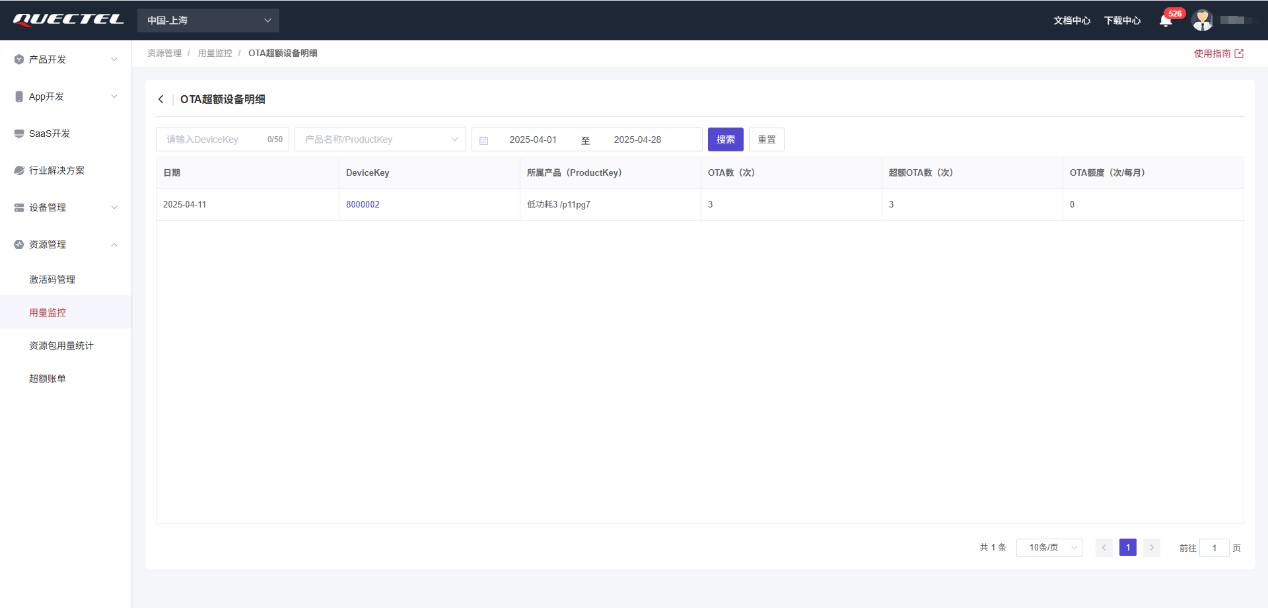 QUECTEL 中国-上海 文档中心 下载中心 526
产品开发
App开发
SaaS开发
行业解决方案
设备管理
资源管理
激活码管理
用量监控
资源包用量统计
超额账单
资源管理 / 用量监控 / OTA超额设备明细 使用指南
OTA超额设备明细
请输入DeviceKey 0/50 产品名称/ProductKey 2025-04-01 至 2025-04-28 搜索 重置
日期 DeviceKey 所属产品（ProductKey） OTA数（次） 超额OTA数（次） OTA额度（次/每月）
2025-04-11 8000002 低功耗3 /p11pg7 3 3 0
共 1 条 10条/页 1 前往 1 页